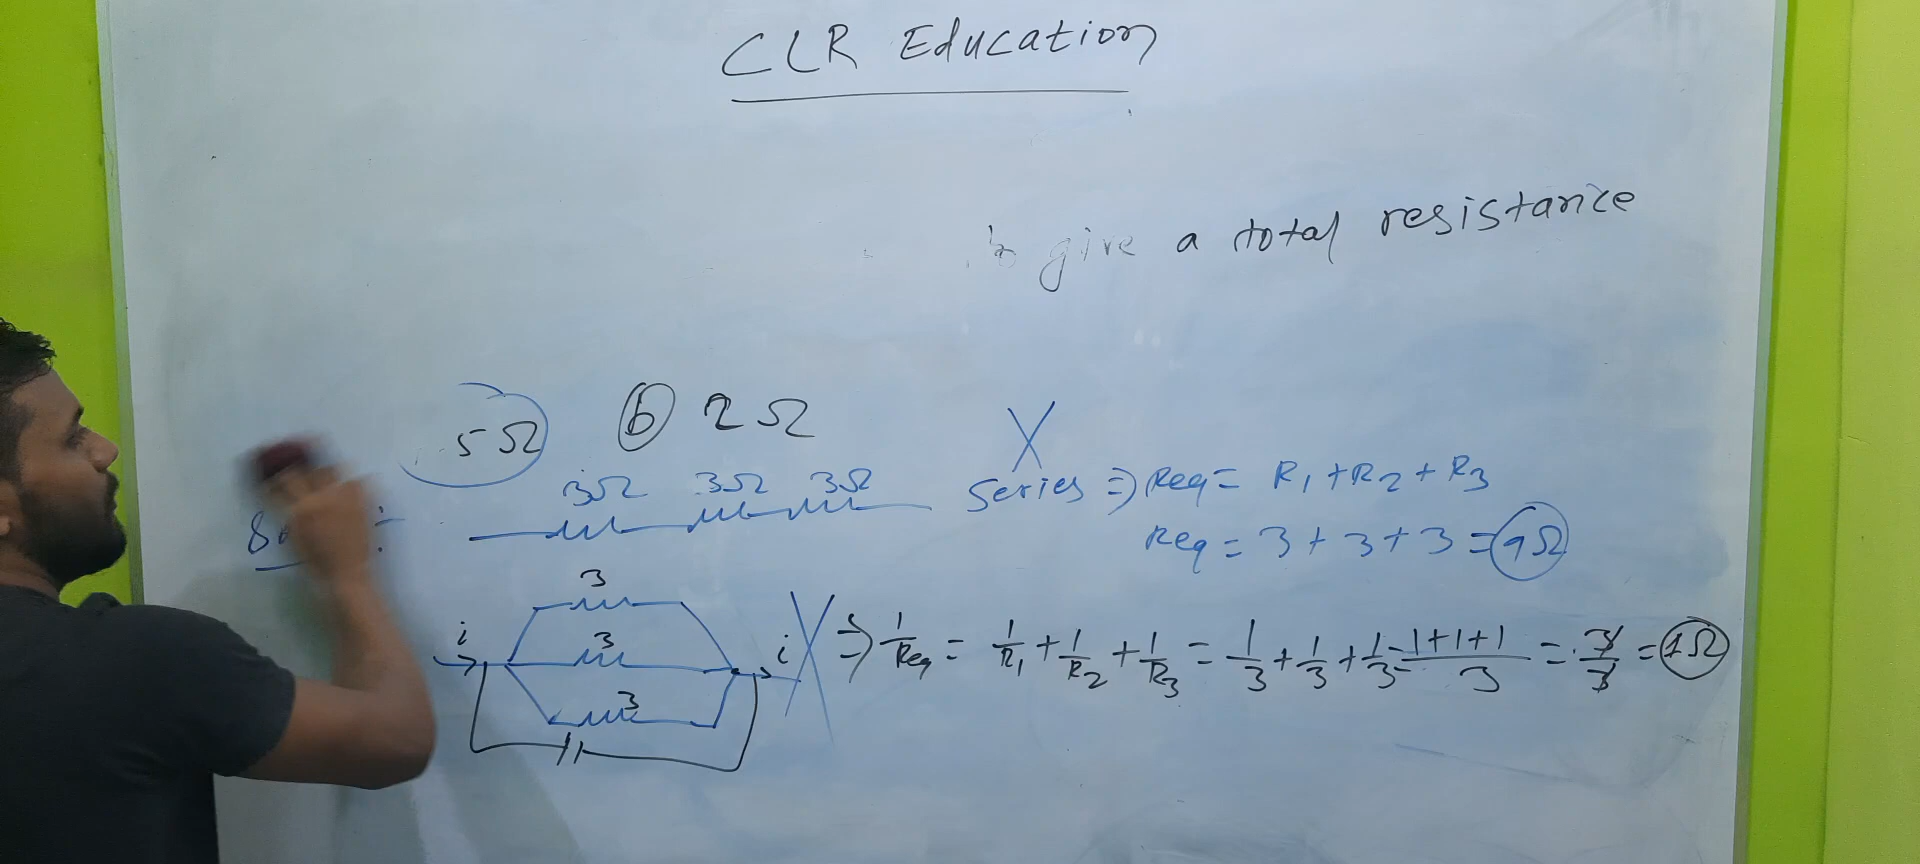 CLR Education
to give a total resistance
5Ω (b) 2Ω
3Ω 3Ω 3Ω Series ⇒ Req = R1 + R2 + R3
Req = 3 + 3 + 3 = 9Ω
3
i 3 i ⇒ 1/Req = 1/R1 + 1/R2 + 1/R3 = 1/3 + 1/3 + 1/3 = 1+1+1/3 = 3/3 = 1Ω
3